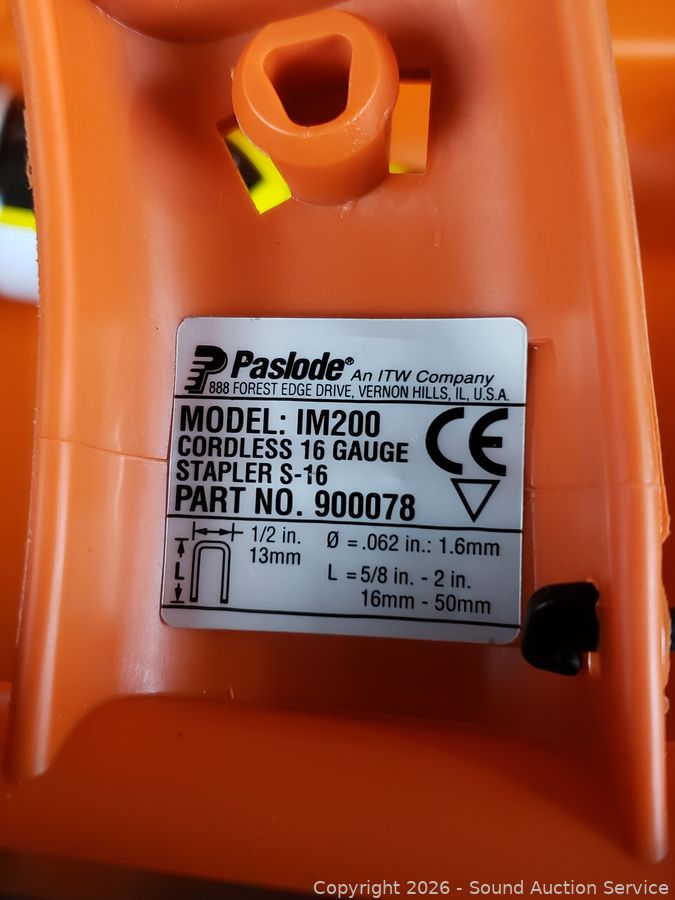 Paslode® An ITW Company
888 FOREST EDGE DRIVE, VERNON HILLS, IL, U.S.A.
MODEL: IM200
CORDLESS 16 GAUGE
STAPLER S-16
PART NO. 900078
CE
1/2 in.
13mm
Ø = .062 in.: 1.6mm
L
L = 5/8 in. - 2 in.
16mm - 50mm
Copyright 2026 - Sound Auction Service